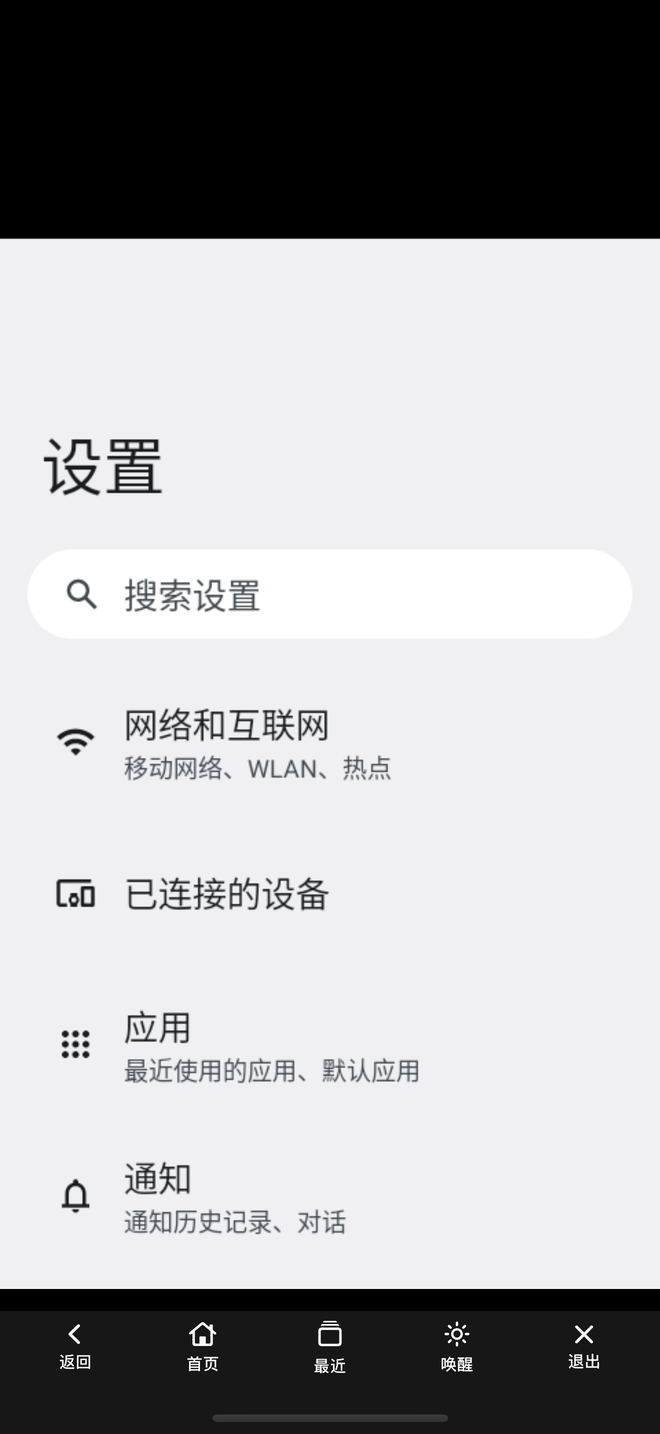 设置
搜索设置
网络和互联网
移动网络、WLAN、热点
已连接的设备
应用
最近使用的应用、默认应用
通知
通知历史记录、对话
返回
首页
最近
唤醒
退出